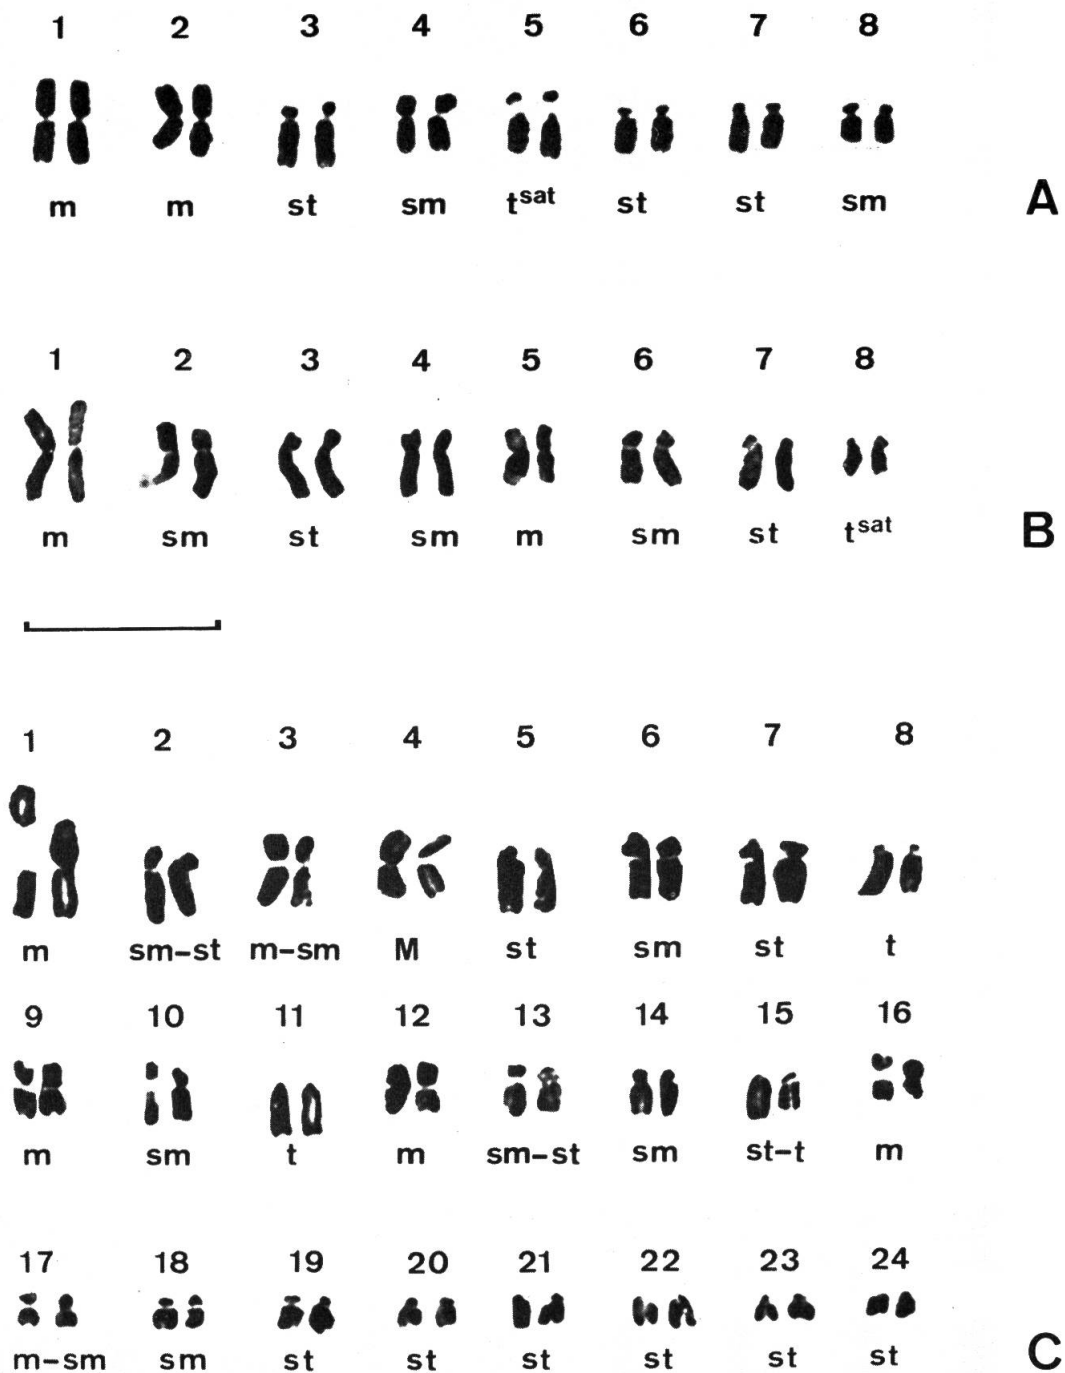 1 2 3 4 5 6 7 8
m m st sm tsat st st sm
A
1 2 3 4 5 6 7 8
m sm st sm m sm st tsat
B
1 2 3 4 5 6 7 8
m sm-st m-sm M st sm st t
9 10 11 12 13 14 15 16
m sm t m sm-st sm st-t m
17 18 19 20 21 22 23 24
m-sm sm st st st st st st
C